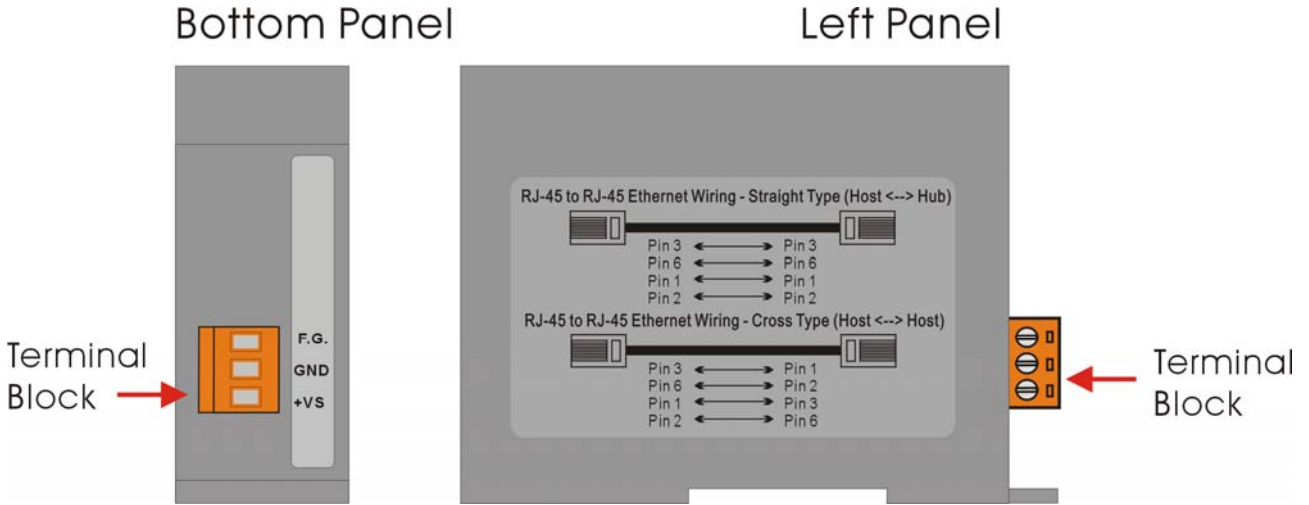 Bottom Panel
Left Panel
Terminal
Block
F.G.
GND
+VS
RJ-45 to RJ-45 Ethernet Wiring - Straight Type (Host <--> Hub)
Pin 3 Pin 3
Pin 6 Pin 6
Pin 1 Pin 1
Pin 2 Pin 2
RJ-45 to RJ-45 Ethernet Wiring - Cross Type (Host <--> Host)
Pin 3 Pin 1
Pin 6 Pin 2
Pin 1 Pin 3
Pin 2 Pin 6
Terminal
Block